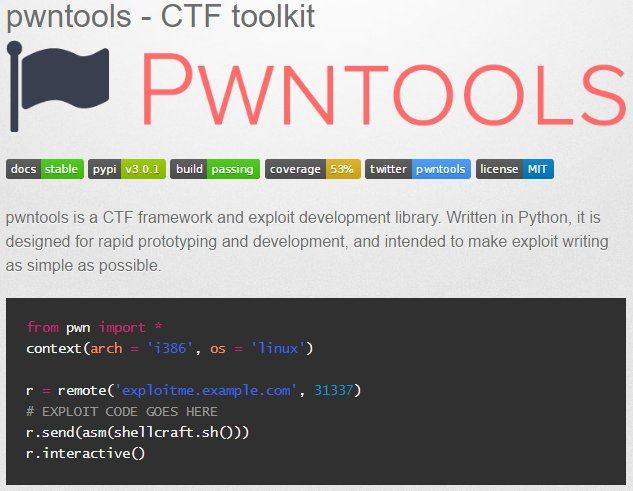 pwntools - CTF toolkit
PWNTOOLS
docs stable pypi v3.0.1 build passing coverage 53% twitter pwntools license MIT
pwntools is a CTF framework and exploit development library. Written in Python, it is
designed for rapid prototyping and development, and intended to make exploit writing
as simple as possible.
from pwn import *
context(arch = 'i386', os = 'linux')
r = remote('exploitme.example.com', 31337)
# EXPLOIT CODE GOES HERE
r.send(asm(shellcraft.sh()))
r.interactive()